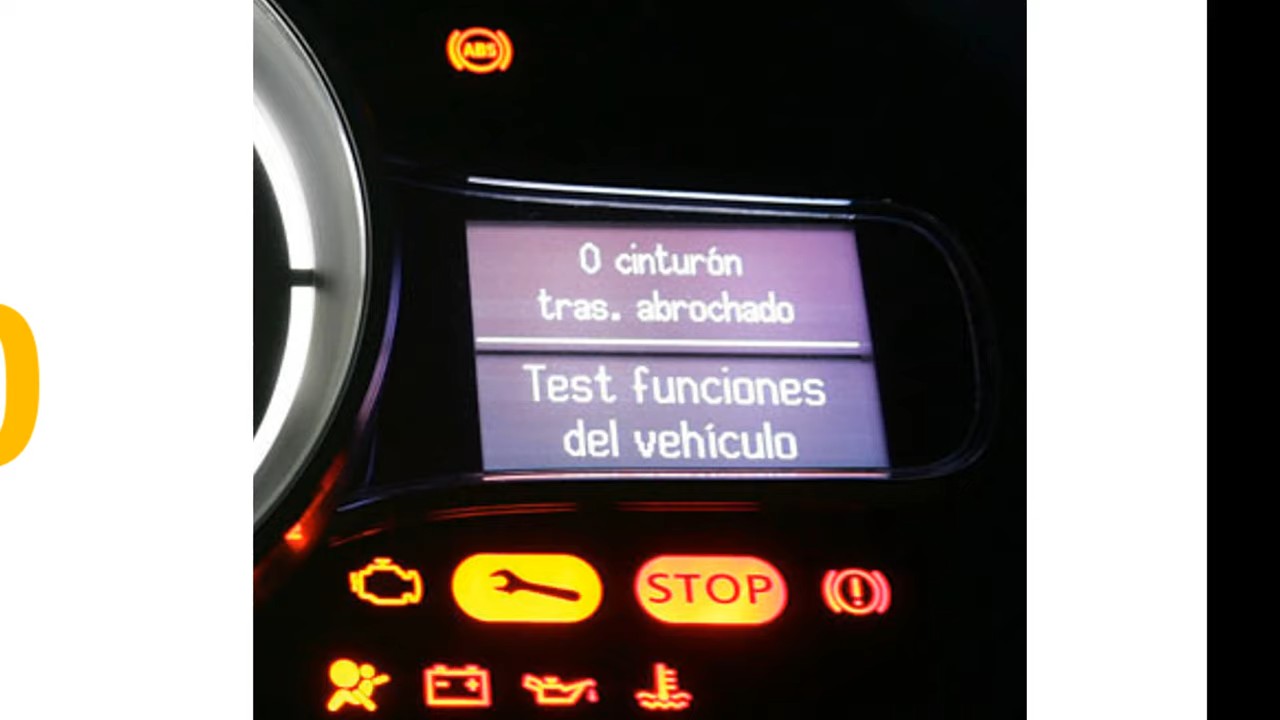 ABS
0 cinturón
tras. abrochado
Test funciones
del vehículo
STOP